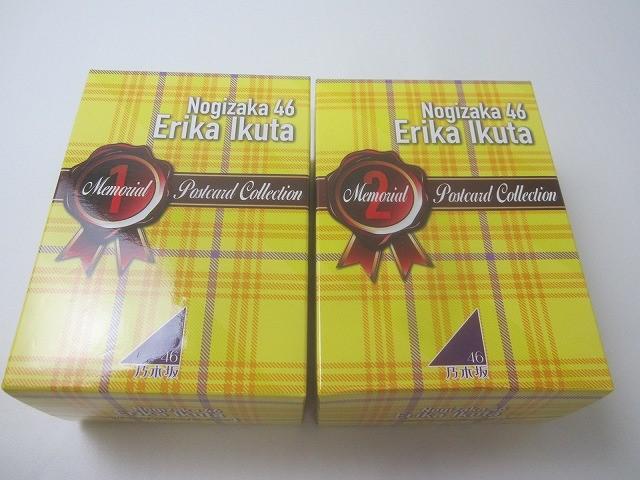 Nogizaka 46
Erika Ikuta
1
Memorial Postcard Collection
46
乃木坂
Nogizaka 46
Erika Ikuta
2
Memorial Postcard Collection
46
乃木坂